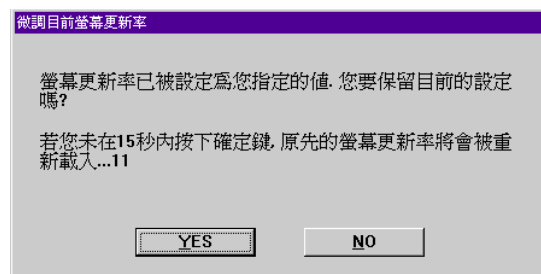 微調目前螢幕更新率
螢幕更新率已被設定為您指定的值. 您要保留目前的設定
嗎?
若您未在15秒內按下確定鍵, 原先的螢幕更新率將會被重
新載入...11
YES
NO